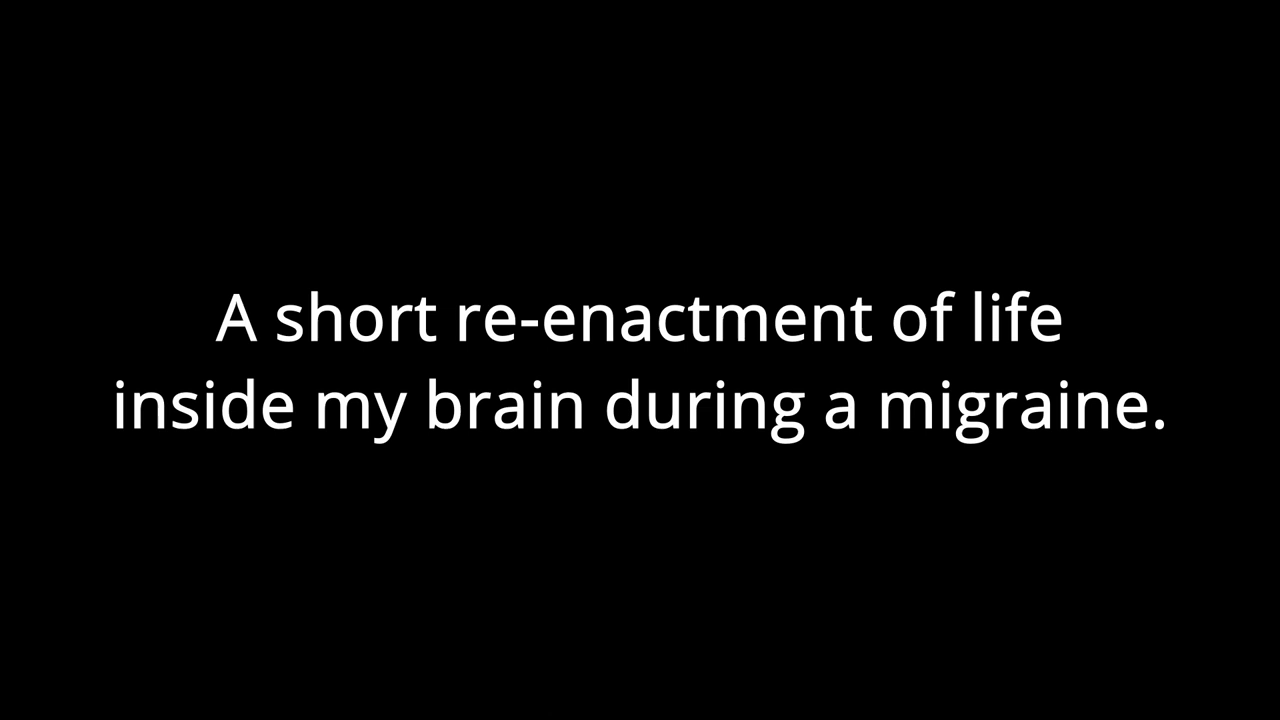 A short re-enactment of life
inside my brain during a migraine.